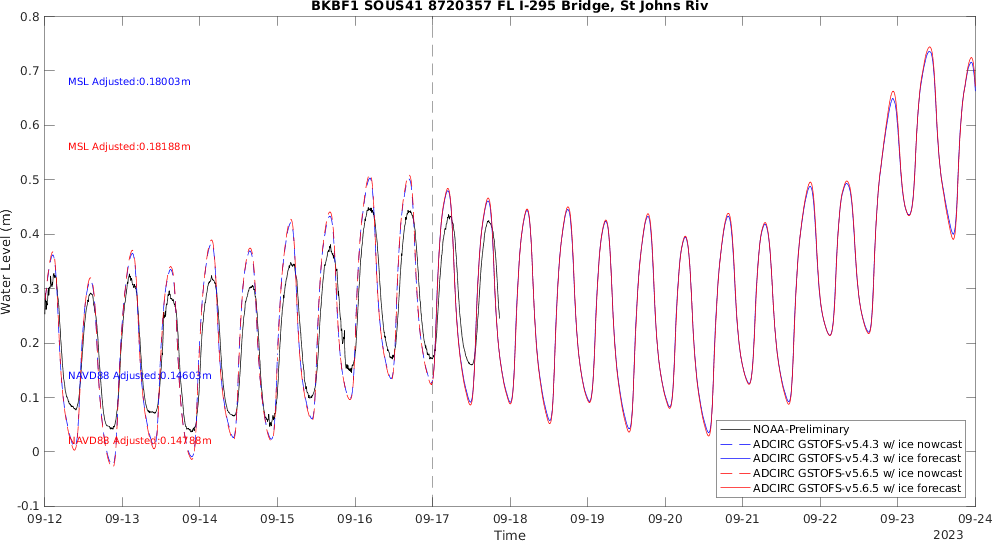 BKBF1 SOUS41 8720357 FL I-295 Bridge, St Johns Riv
0.8
0.7
0.6
0.5
0.4
0.3
0.2
0.1
0
-0.1
Water Level (m)
MSL Adjusted:0.18003m
MSL Adjusted:0.18188m
NAVD88 Adjusted:0.14603m
NAVD88 Adjusted:0.14788m
NOAA-Preliminary
ADCIRC GSTOFS-v5.4.3 w/ ice nowcast
ADCIRC GSTOFS-v5.4.3 w/ ice forecast
ADCIRC GSTOFS-v5.6.5 w/ ice nowcast
ADCIRC GSTOFS-v5.6.5 w/ ice forecast
09-12 09-13 09-14 09-15 09-16 09-17 09-18 09-19 09-20 09-21 09-22 09-23 09-24
Time
2023